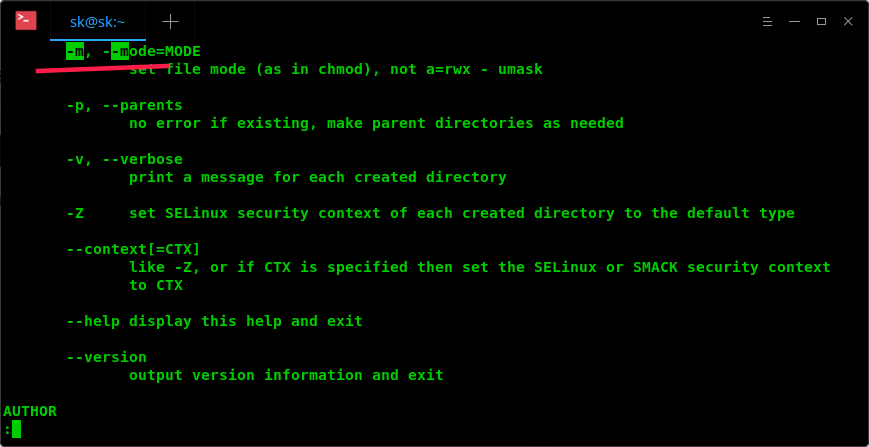 sk@sk:~
-m, --mode=MODE
set file mode (as in chmod), not a=rwx - umask
-p, --parents
no error if existing, make parent directories as needed
-v, --verbose
print a message for each created directory
-Z set SELinux security context of each created directory to the default type
--context[=CTX]
like -Z, or if CTX is specified then set the SELinux or SMACK security context
to CTX
--help display this help and exit
--version
output version information and exit
AUTHOR
: